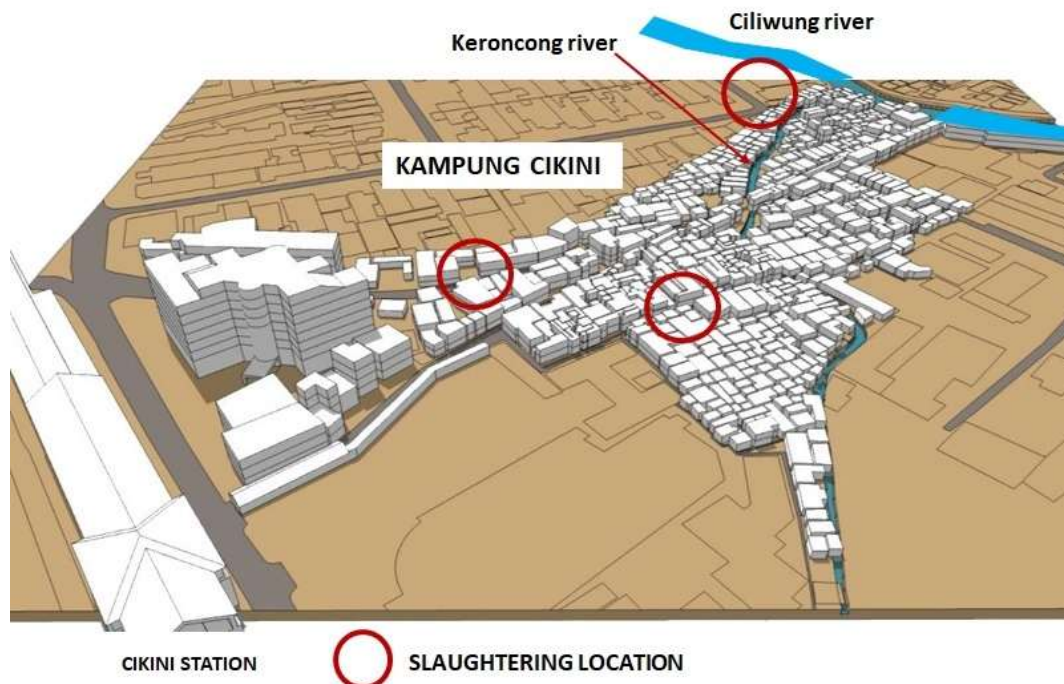 Ciliwung river
Keroncong river
KAMPUNG CIKINI
CIKINI STATION
SLAUGHTERING LOCATION